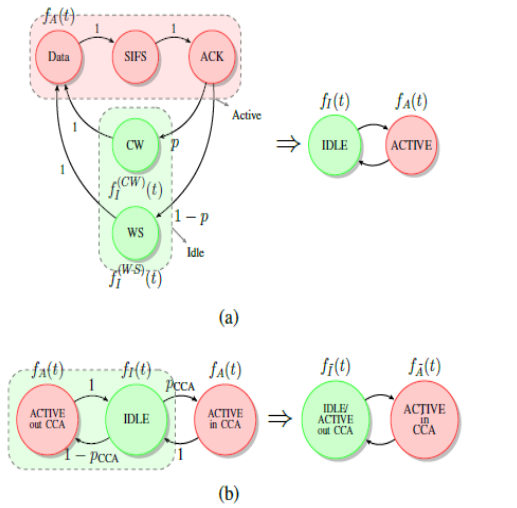 f_A(t)
1 1
Data SIFS ACK
Active
f_I(t) f_A(t)
CW p
1
⇒ IDLE ACTIVE
f_I^(CW)(t)
1
1 − p
WS
Idle
f_I^(WS)(t)
(a)
f_A(t) f_I(t) f_A(t) f_Ī(t) f_Ā(t)
1 p_CCA
ACTIVE out CCA IDLE ACTIVE in CCA ⇒ IDLE/ ACTIVE out CCA ACTIVE in CCA
1 − p_CCA 1
(b)